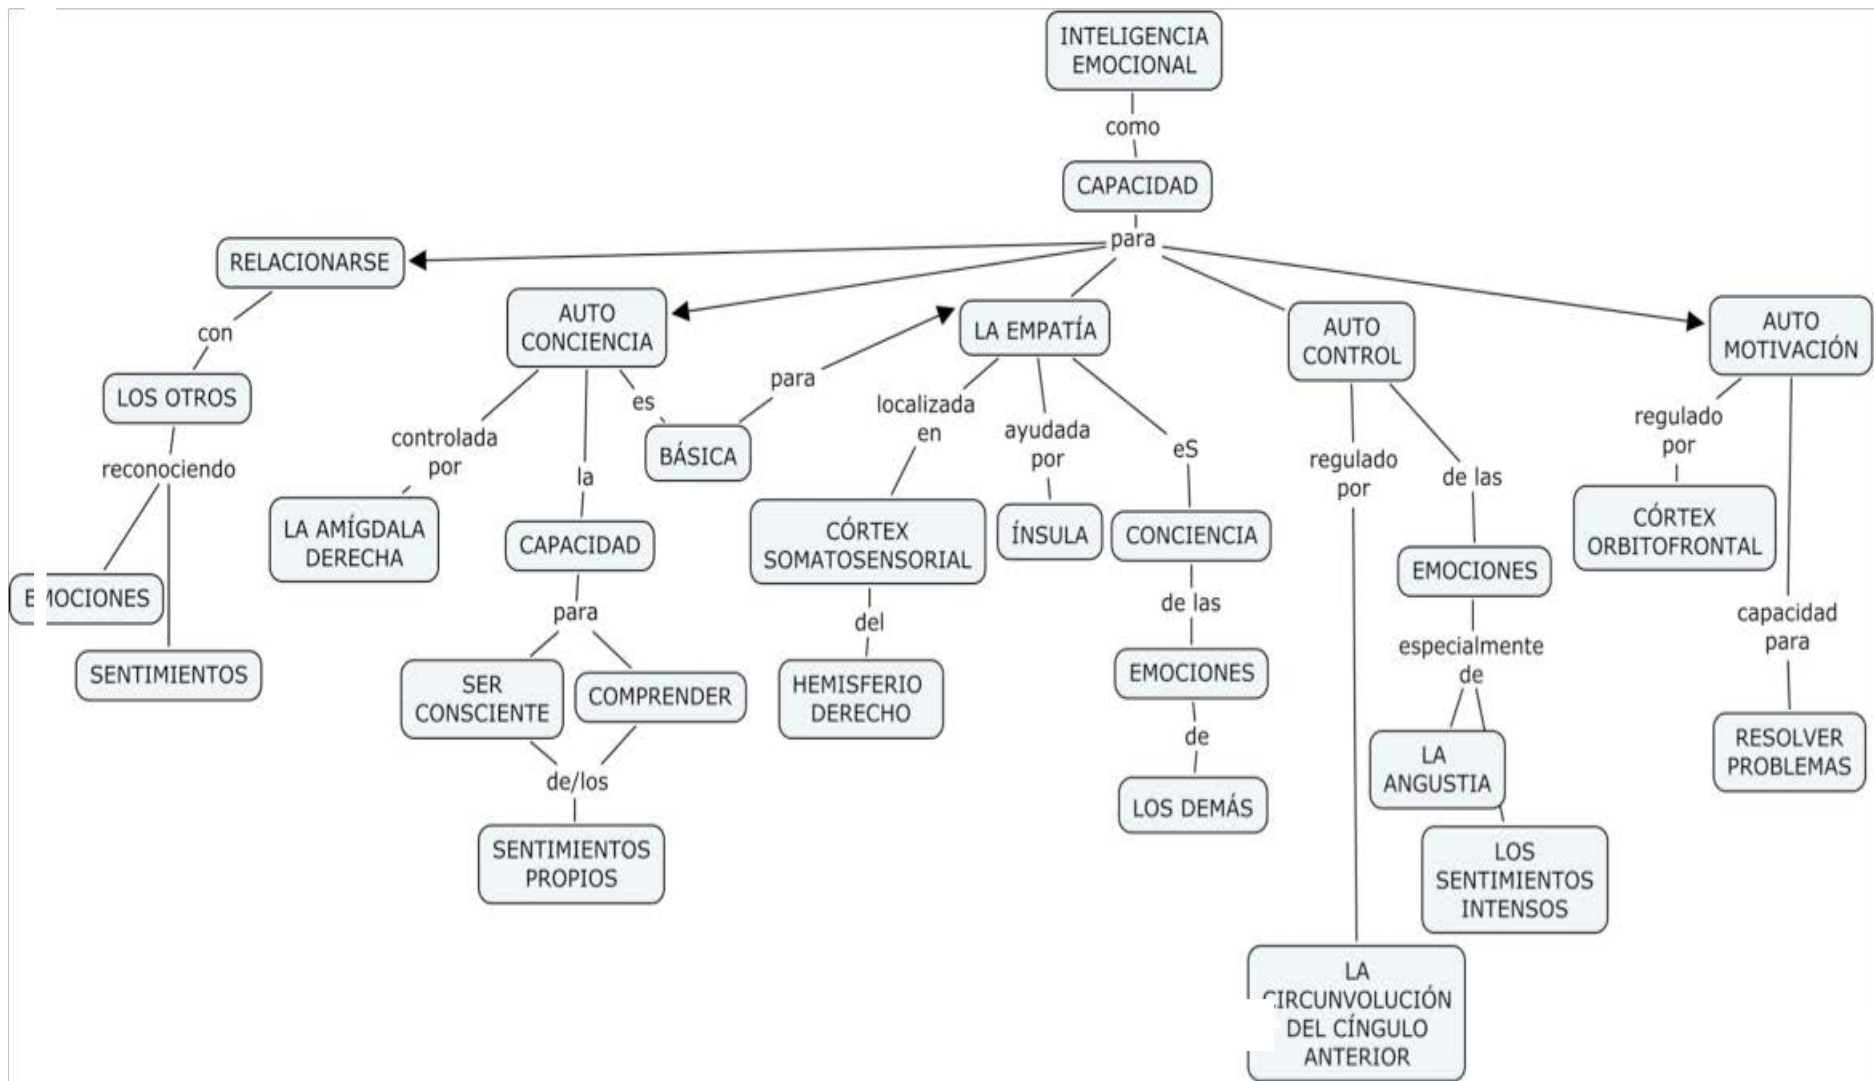 INTELIGENCIA
EMOCIONAL
como
CAPACIDAD
para
RELACIONARSE
con
LOS OTROS
reconociendo
EMOCIONES
SENTIMIENTOS
AUTO
CONCIENCIA
controlada
por
LA AMÍGDALA
DERECHA
la
CAPACIDAD
para
SER
CONSCIENTE
COMPRENDER
de/los
SENTIMIENTOS
PROPIOS
es
BÁSICA
para
LA EMPATÍA
localizada
en
CÓRTEX
SOMATOSENSORIAL
del
HEMISFERIO
DERECHO
ayudada
por
ÍNSULA
eS
CONCIENCIA
de las
EMOCIONES
de
LOS DEMÁS
AUTO
CONTROL
regulado
por
LA
CIRCUNVOLUCIÓN
DEL CÍNGULO
ANTERIOR
de las
EMOCIONES
especialmente
de
LA
ANGUSTIA
LOS
SENTIMIENTOS
INTENSOS
AUTO
MOTIVACIÓN
regulado
por
CÓRTEX
ORBITOFRONTAL
capacidad
para
RESOLVER
PROBLEMAS